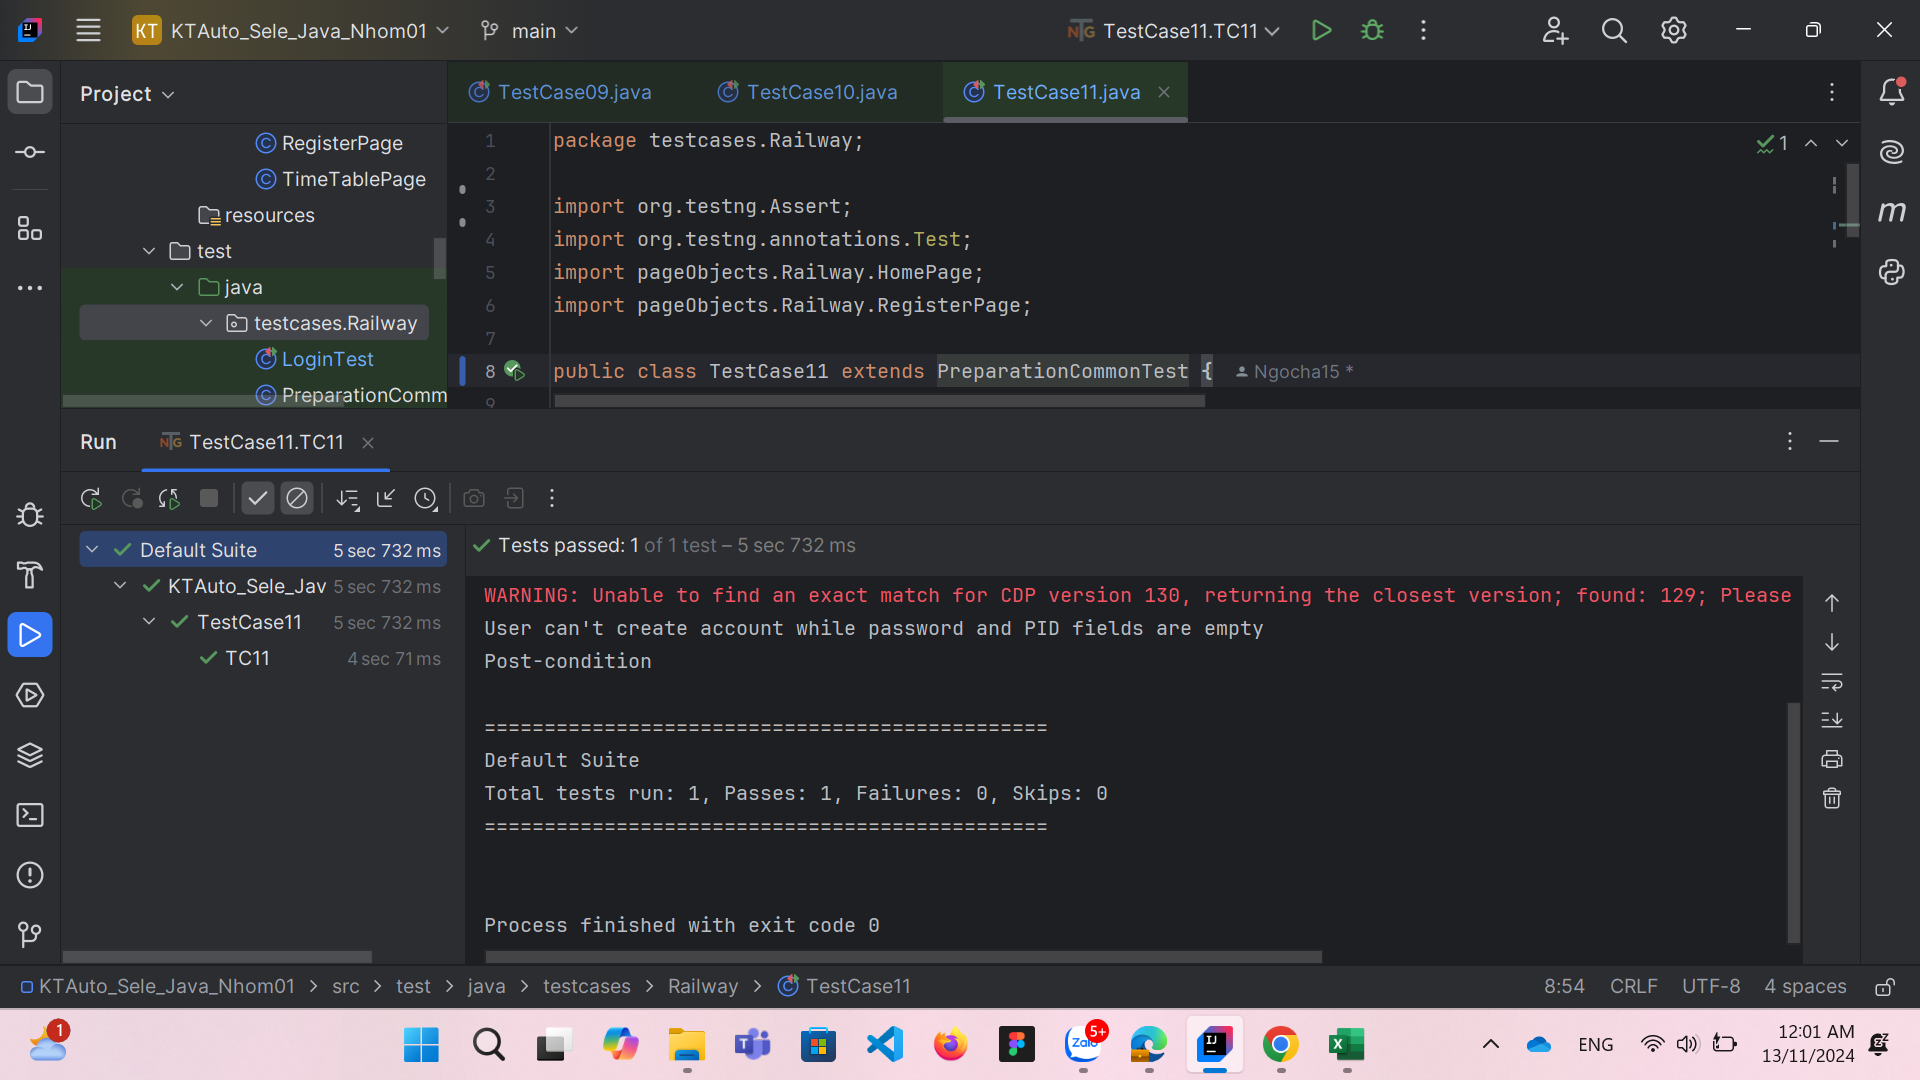 KT KTAuto_Sele_Java_Nhom01 main TestCase11.TC11
Project
RegisterPage
TimeTablePage
resources
test
java
testcases.Railway
LoginTest
PreparationComm
TestCase09.java TestCase10.java TestCase11.java
1 package testcases.Railway;
2
3 import org.testng.Assert;
4 import org.testng.annotations.Test;
5 import pageObjects.Railway.HomePage;
6 import pageObjects.Railway.RegisterPage;
7
8 public class TestCase11 extends PreparationCommonTest { Ngocha15 *
9
1
Run TestCase11.TC11
Default Suite 5 sec 732 ms
KTAuto_Sele_Jav 5 sec 732 ms
TestCase11 5 sec 732 ms
TC11 4 sec 71 ms
Tests passed: 1 of 1 test – 5 sec 732 ms
WARNING: Unable to find an exact match for CDP version 130, returning the closest version; found: 129; Please
User can't create account while password and PID fields are empty
Post-condition
===============================================
Default Suite
Total tests run: 1, Passes: 1, Failures: 0, Skips: 0
===============================================
Process finished with exit code 0
KTAuto_Sele_Java_Nhom01 > src > test > java > testcases > Railway > TestCase11
8:54 CRLF UTF-8 4 spaces
1
Zalo 5+
ENG
12:01 AM
13/11/2024